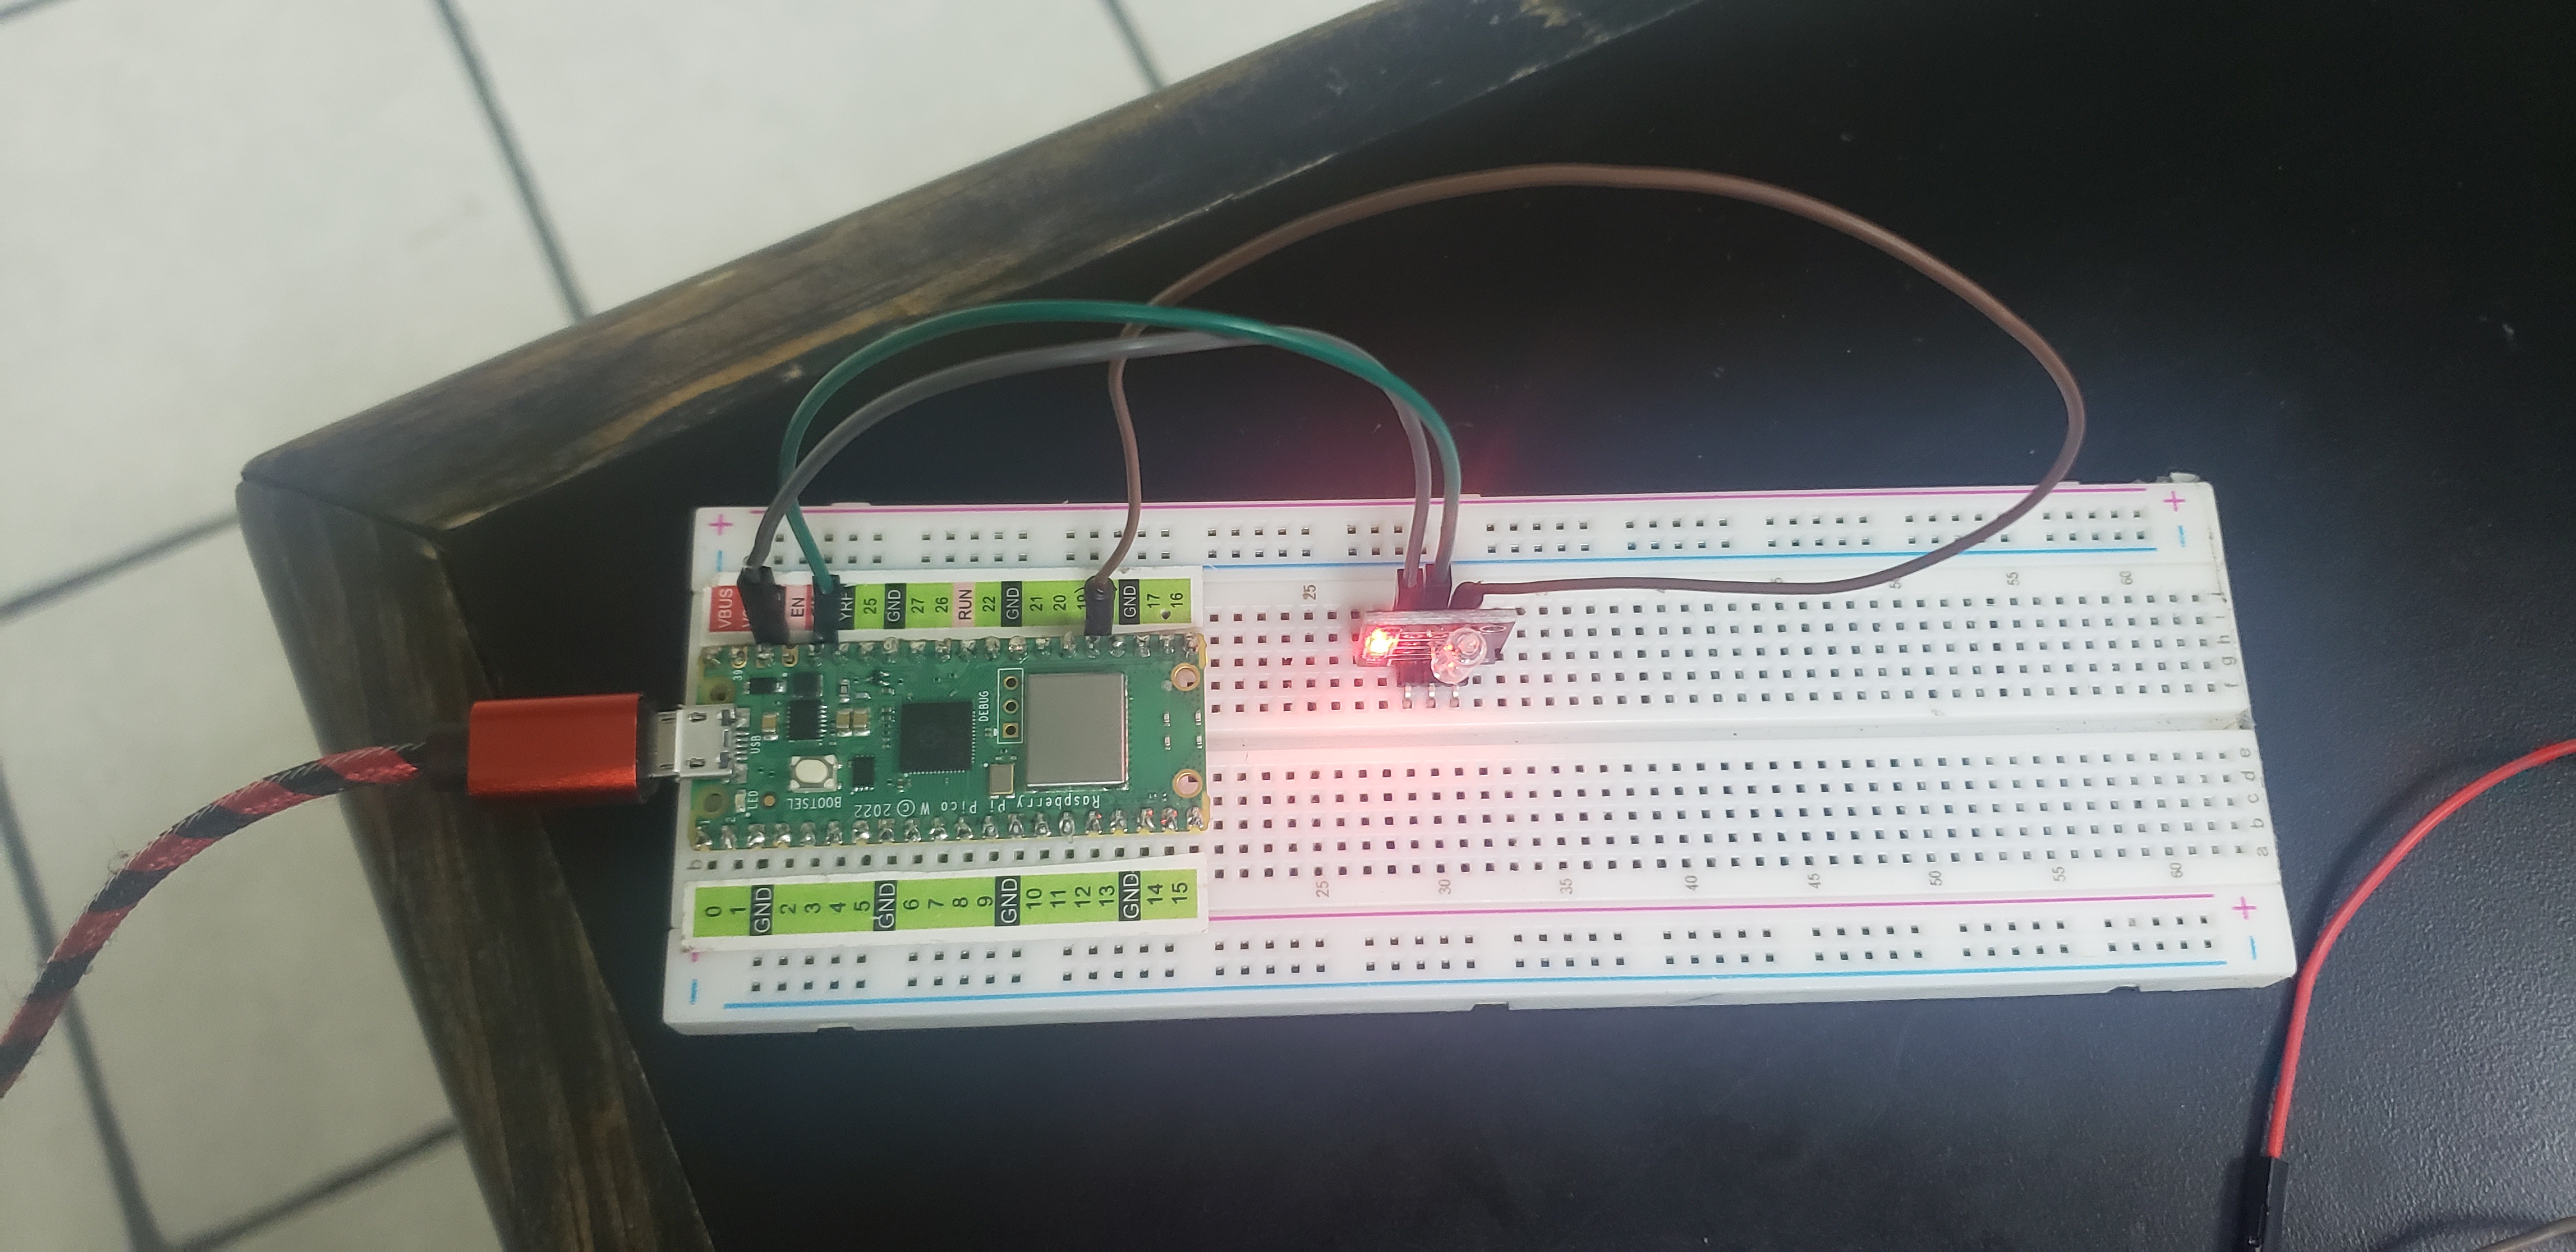 − +
b
− +
0
1
GND
2
3
4
5
GND
6
7
8
9
GND
10
11
12
13
GND
14
15
LED
USB
39
BOOTSEL
Raspberry Pi Pico W © 2022
DEBUG
VBUS
EN
25
GND
27
26
RUN
22
GND
21
20
GND
17
16
25
25
30
35
40
45
50
55
55
60
60
− +
− +
a b c d e
f g h i j